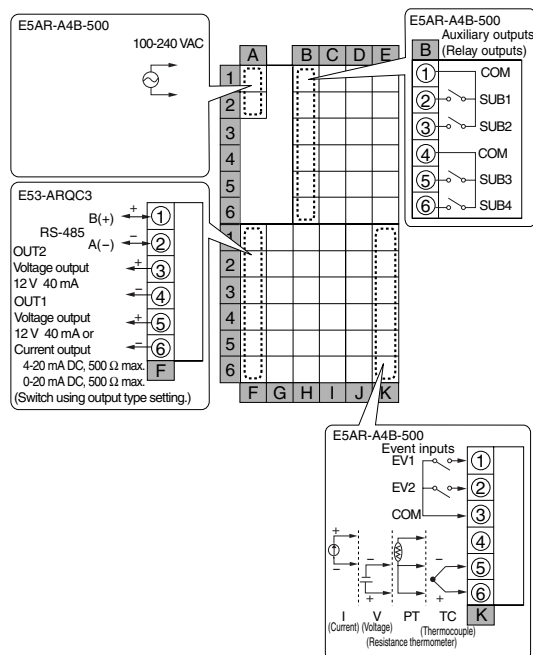 E5AR-A4B-500
100-240 VAC
A
B C D E
1
2
3
4
5
6
1
2
3
4
5
6
F G H I J K
E5AR-A4B-500
Auxiliary outputs
(Relay outputs)
B
1 COM
2 SUB1
3 SUB2
4 COM
5 SUB3
6 SUB4
E53-ARQC3
B(+) + 1
RS-485
A(−) − 2
OUT2
Voltage output + 3
12 V 40 mA
− 4
OUT1
Voltage output + 5
12 V 40 mA or
Current output − 6
4-20 mA DC, 500 Ω max.
0-20 mA DC, 500 Ω max.
F
(Switch using output type setting.)
E5AR-A4B-500
Event inputs
EV1 1
EV2 2
COM 3
4
+ − − 5
− + + 6
I V PT TC K
(Current) (Voltage) (Thermocouple)
(Resistance thermometer)